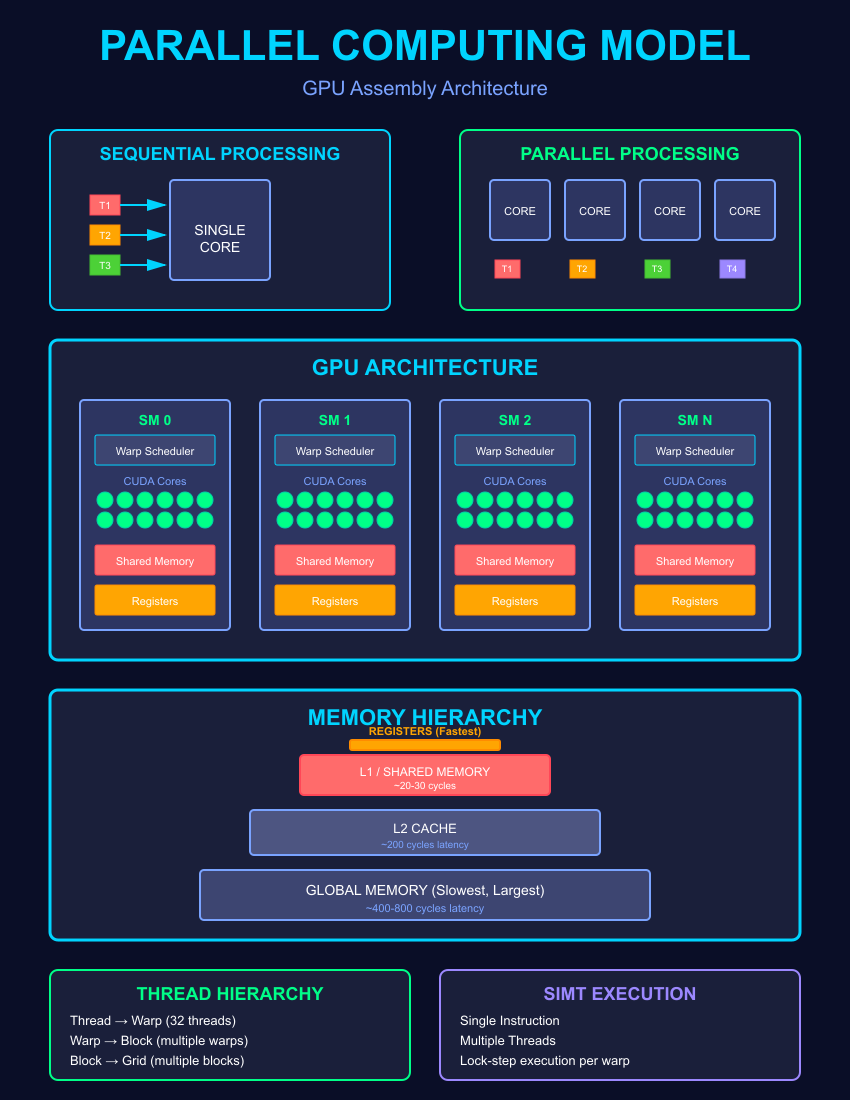 PARALLEL COMPUTING MODEL
GPU Assembly Architecture
SEQUENTIAL PROCESSING
T1
T2
T3
SINGLE
CORE
PARALLEL PROCESSING
CORE CORE CORE CORE
T1 T2 T3 T4
GPU ARCHITECTURE
SM 0 SM 1 SM 2 SM N
Warp Scheduler Warp Scheduler Warp Scheduler Warp Scheduler
CUDA Cores CUDA Cores CUDA Cores CUDA Cores
Shared Memory Shared Memory Shared Memory Shared Memory
Registers Registers Registers Registers
MEMORY HIERARCHY
REGISTERS (Fastest)
L1 / SHARED MEMORY
~20-30 cycles
L2 CACHE
~200 cycles latency
GLOBAL MEMORY (Slowest, Largest)
~400-800 cycles latency
THREAD HIERARCHY
Thread → Warp (32 threads)
Warp → Block (multiple warps)
Block → Grid (multiple blocks)
SIMT EXECUTION
Single Instruction
Multiple Threads
Lock-step execution per warp